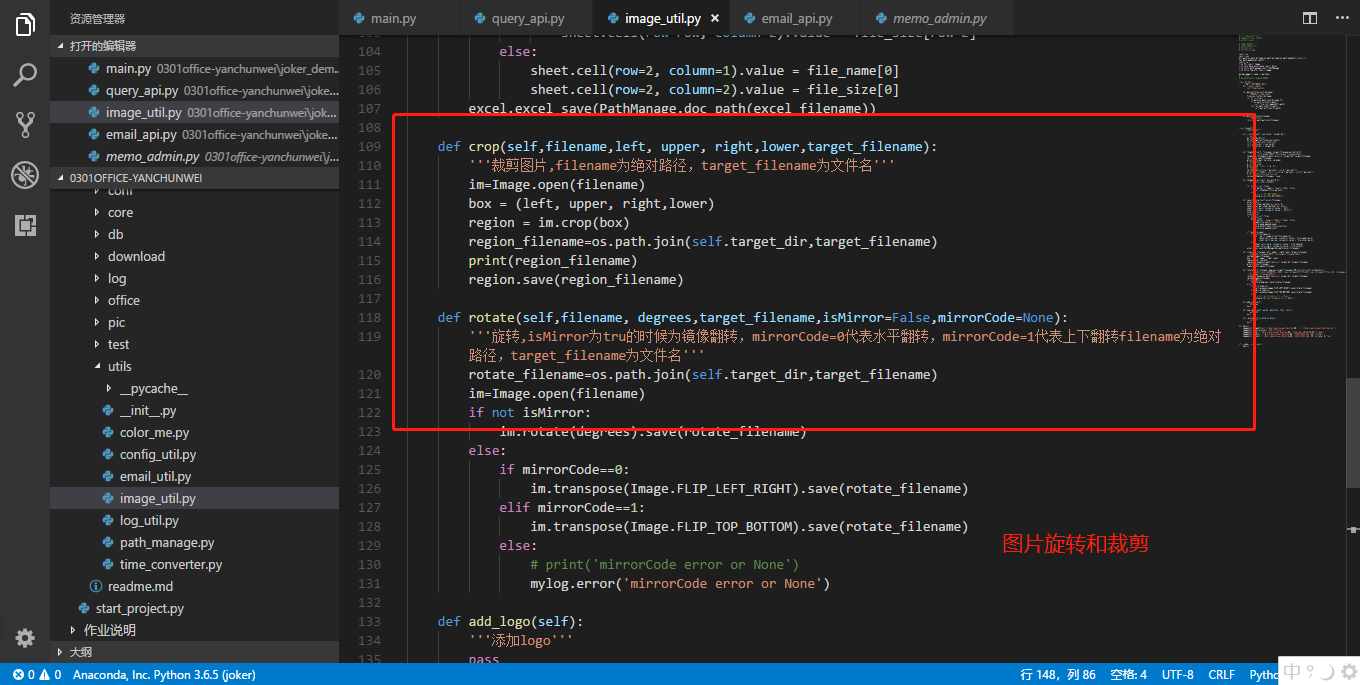 资源管理器
打开的编辑器
main.py 0301office-yanchunwei\joker_dem...
query_api.py 0301office-yanchunwei\joke...
image_util.py 0301office-yanchunwei\jok...
email_api.py 0301office-yanchunwei\joke...
memo_admin.py 0301office-yanchunwei\j...
0301OFFICE-YANCHUNWEI
conf
core
db
download
log
office
pic
test
utils
__pycache__
__init__.py
color_me.py
config_util.py
email_util.py
image_util.py
log_util.py
path_manage.py
time_converter.py
readme.md
start_project.py
作业说明
大纲
main.py query_api.py image_util.py × email_api.py memo_admin.py
104 else:
105 sheet.cell(row=2, column=1).value = file_name[0]
106 sheet.cell(row=2, column=2).value = file_size[0]
107 excel.excel_save(PathManage.doc_path(excel_filename))
108
109 def crop(self,filename,left, upper, right,lower,target_filename):
110 '''裁剪图片,filename为绝对路径，target_filename为文件名'''
111 im=Image.open(filename)
112 box = (left, upper, right,lower)
113 region = im.crop(box)
114 region_filename=os.path.join(self.target_dir,target_filename)
115 print(region_filename)
116 region.save(region_filename)
117
118 def rotate(self,filename, degrees,target_filename,isMirror=False,mirrorCode=None):
119 '''旋转,isMirror为tru的时候为镜像翻转，mirrorCode=0代表水平翻转，mirrorCode=1代表上下翻转filename为绝对
路径，target_filename为文件名'''
120 rotate_filename=os.path.join(self.target_dir,target_filename)
121 im=Image.open(filename)
122 if not isMirror:
123 im.rotate(degrees).save(rotate_filename)
124 else:
125 if mirrorCode==0:
126 im.transpose(Image.FLIP_LEFT_RIGHT).save(rotate_filename)
127 elif mirrorCode==1:
128 im.transpose(Image.FLIP_TOP_BOTTOM).save(rotate_filename)
129 else:
130 # print('mirrorCode error or None')
131 mylog.error('mirrorCode error or None')
132
133 def add_logo(self):
134 '''添加logo'''
135 pass
图片旋转和裁剪
0 0 Anaconda, Inc. Python 3.6.5 (joker) 行 148，列 86 空格: 4 UTF-8 CRLF Pytho
中